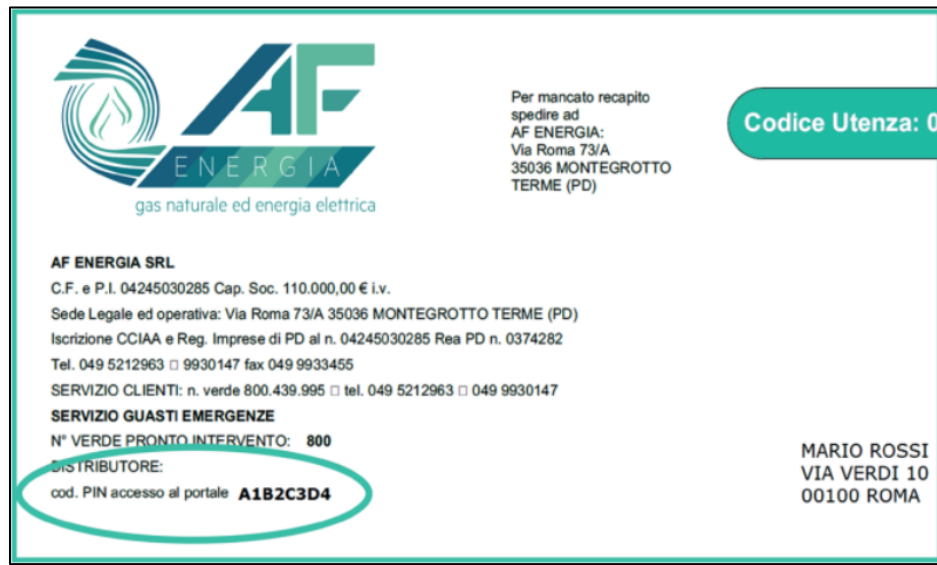 AF
ENERGIA
gas naturale ed energia elettrica
Per mancato recapito
spedire ad
AF ENERGIA:
Via Roma 73/A
35036 MONTEGROTTO
TERME (PD)
Codice Utenza: 0
AF ENERGIA SRL
C.F. e P.I. 04245030285 Cap. Soc. 110.000,00 € i.v.
Sede Legale ed operativa: Via Roma 73/A 35036 MONTEGROTTO TERME (PD)
Iscrizione CCIAA e Reg. Imprese di PD al n. 04245030285 Rea PD n. 0374282
Tel. 049 5212963 □ 9930147 fax 049 9933455
SERVIZIO CLIENTI: n. verde 800.439.995 □ tel. 049 5212963 □ 049 9930147
SERVIZIO GUASTI EMERGENZE
N° VERDE PRONTO INTERVENTO: 800
DISTRIBUTORE:
cod. PIN accesso al portale A1B2C3D4
MARIO ROSSI
VIA VERDI 10
00100 ROMA